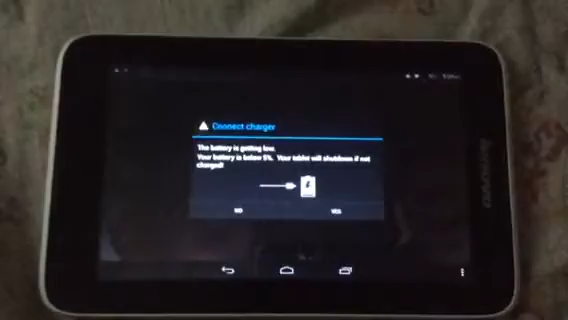 Connect charger
The battery is getting low.
Your battery is below 5%. Your tablet will shutdown if not
charged!
NO
YES
lenovo